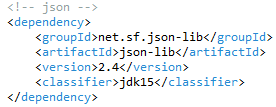 <!-- json -->
<dependency>
    <groupId>net.sf.json-lib</groupId>
    <artifactId>json-lib</artifactId>
    <version>2.4</version>
    <classifier>jdk15</classifier>
</dependency>